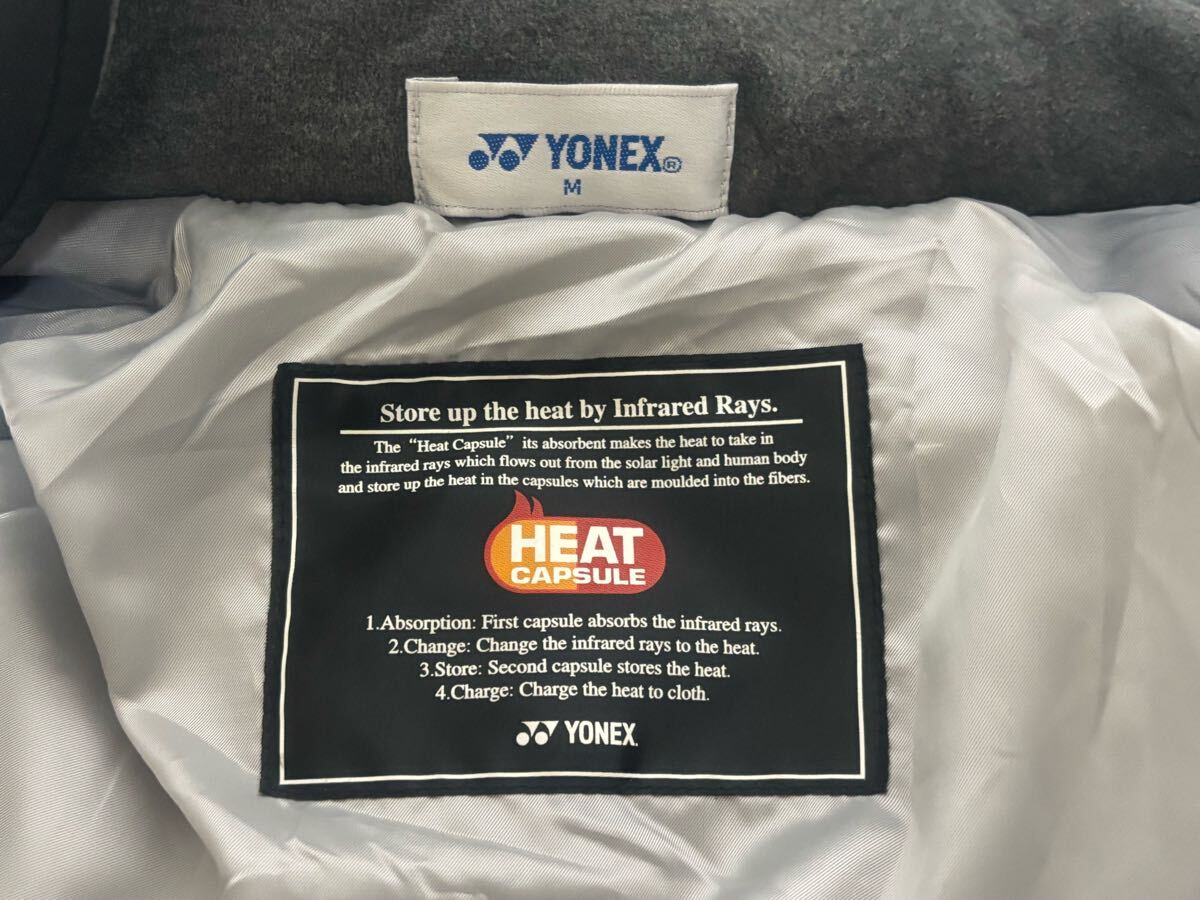 YONEX®
M
Store up the heat by Infrared Rays.
The “Heat Capsule” its absorbent makes the heat to take in
the infrared rays which flows out from the solar light and human body
and store up the heat in the capsules which are moulded into the fibers.
HEAT
CAPSULE
1.Absorption: First capsule absorbs the infrared rays.
2.Change: Change the infrared rays to the heat.
3.Store: Second capsule stores the heat.
4.Charge: Charge the heat to cloth.
YONEX.